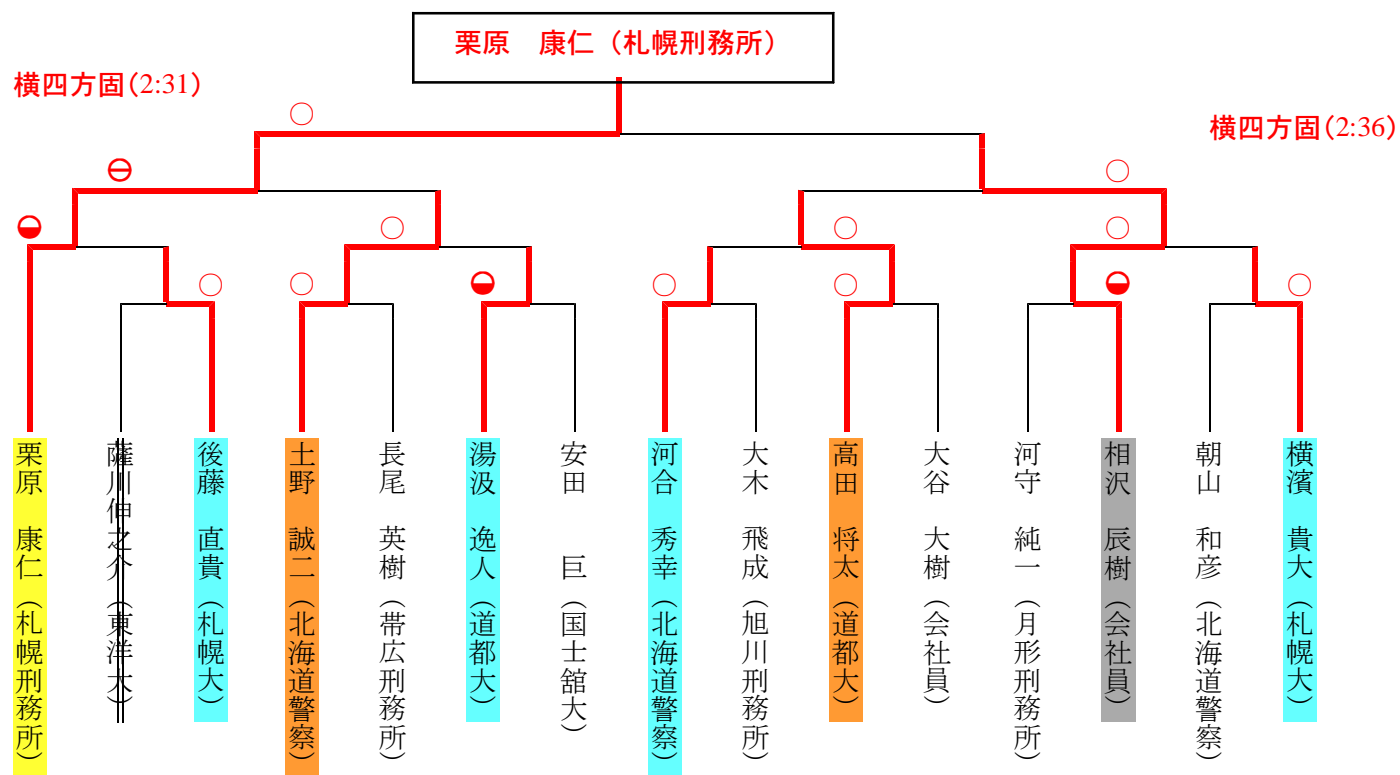 栗原　康仁（札幌刑務所）
横四方固(2:31)
横四方固(2:36)
栗原　康仁（札幌刑務所）
薩川伸之介（東洋大）
後藤　直貴（札幌大）
土野　誠二（北海道警察）
長尾　英樹（帯広刑務所）
湯汲　逸人（道都大）
安田　　巨（国士舘大）
河合　秀幸（北海道警察）
大木　飛成（旭川刑務所）
高田　将太（道都大）
大谷　大樹（会社員）
河守　純一（月形刑務所）
相沢　辰樹（会社員）
朝山　和彦（北海道警察）
横濱　貴大（札幌大）